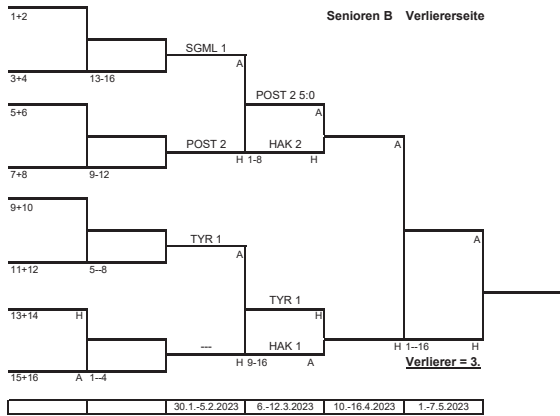 Senioren B Verliererseite
1+2
SGML 1
A
3+4 13-16
POST 2 5:0
5+6
A
POST 2 HAK 2
A
7+8 9-12 H 1-8 H
9+10
TYR 1
A
A
11+12 5--8
TYR 1
13+14 H H
--- HAK 1
H 1--16 H
15+16 A 1--4 H 9-16 A
Verlierer = 3.
30.1.-5.2.2023 6.-12.3.2023 10.-16.4.2023 1.-7.5.2023